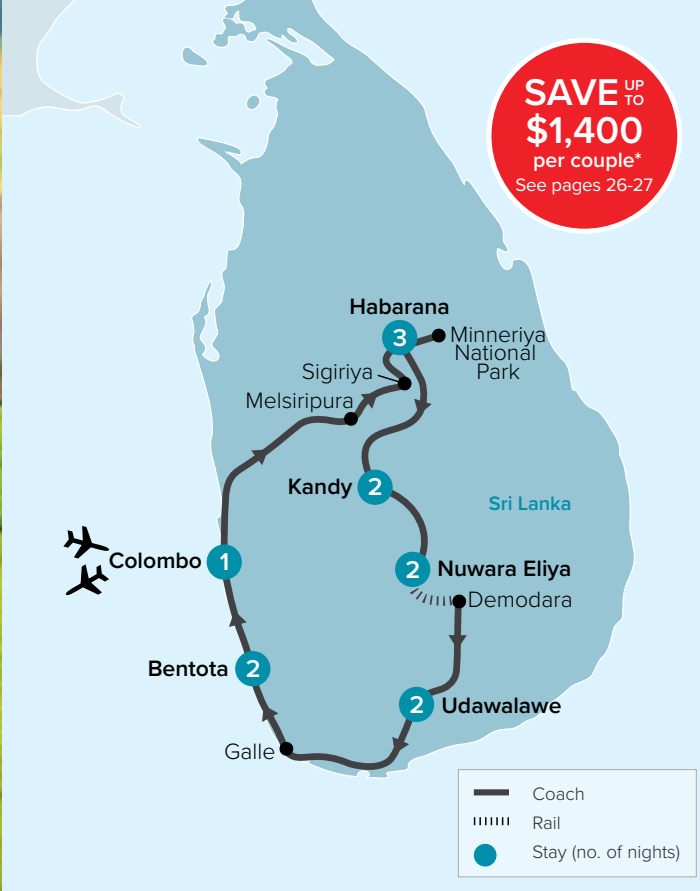 SAVE UP TO
$1,400
per couple*
See pages 26-27
Habarana
3
Minneriya
National
Park
Sigiriya
Melsiripura
Kandy 2
Sri Lanka
Colombo 1
2 Nuwara Eliya
Demodara
Bentota 2
2 Udawalawe
Galle
Coach
Rail
Stay (no. of nights)